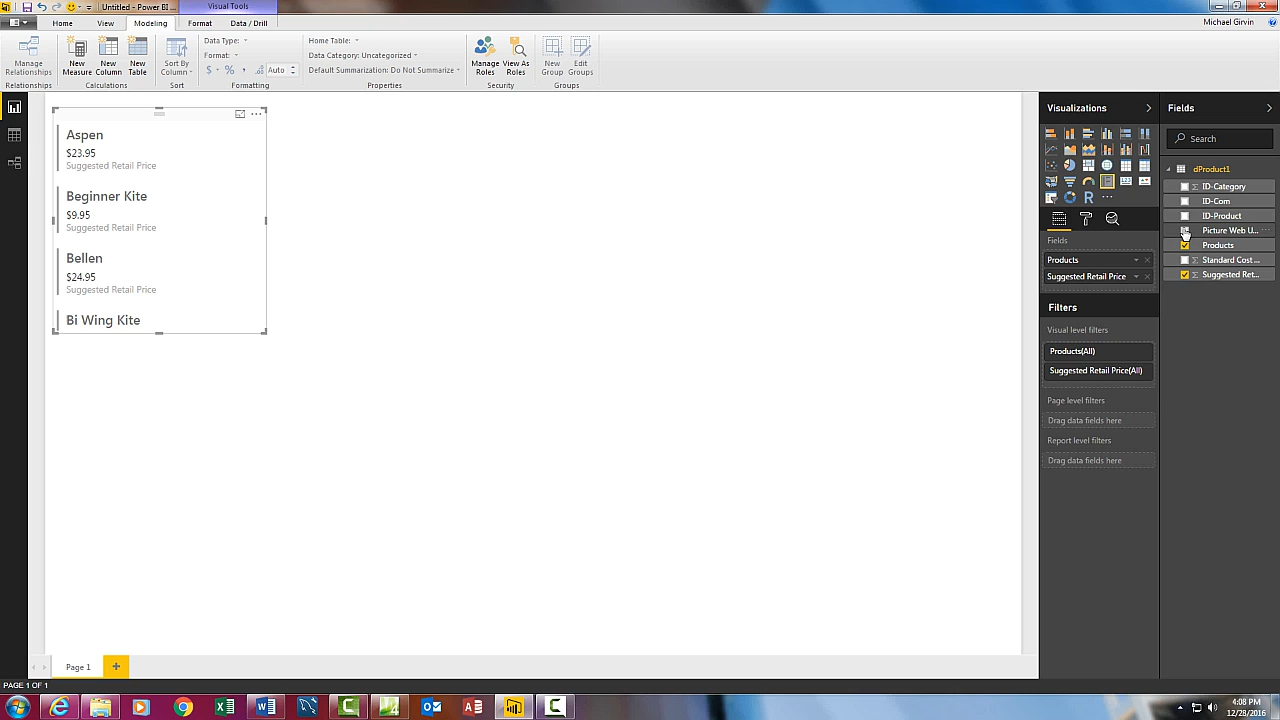 Untitled - Power BI ...
Visual Tools
Home
View
Modeling
Format
Data / Drill
Michael Girvin
Manage Relationships
New Measure
New Column
New Table
Sort By Column
Data Type:
Format:
$ % , .00 Auto
Home Table:
Data Category: Uncategorized
Default Summarization: Do Not Summarize
Manage Roles
View As Roles
New Group
Edit Groups
Relationships
Calculations
Sort
Formatting
Properties
Security
Groups
Aspen
$23.95
Suggested Retail Price
Beginner Kite
$9.95
Suggested Retail Price
Bellen
$24.95
Suggested Retail Price
Bi Wing Kite
Visualizations
R
Fields
Products
Suggested Retail Price
Filters
Visual level filters
Products(All)
Suggested Retail Price(All)
Page level filters
Drag data fields here
Report level filters
Drag data fields here
Fields
Search
dProduct1
ID-Category
ID-Com
ID-Product
Picture Web U...
Products
Standard Cost ...
Suggested Ret...
Page 1
PAGE 1 OF 1
4:08 PM
12/28/2016